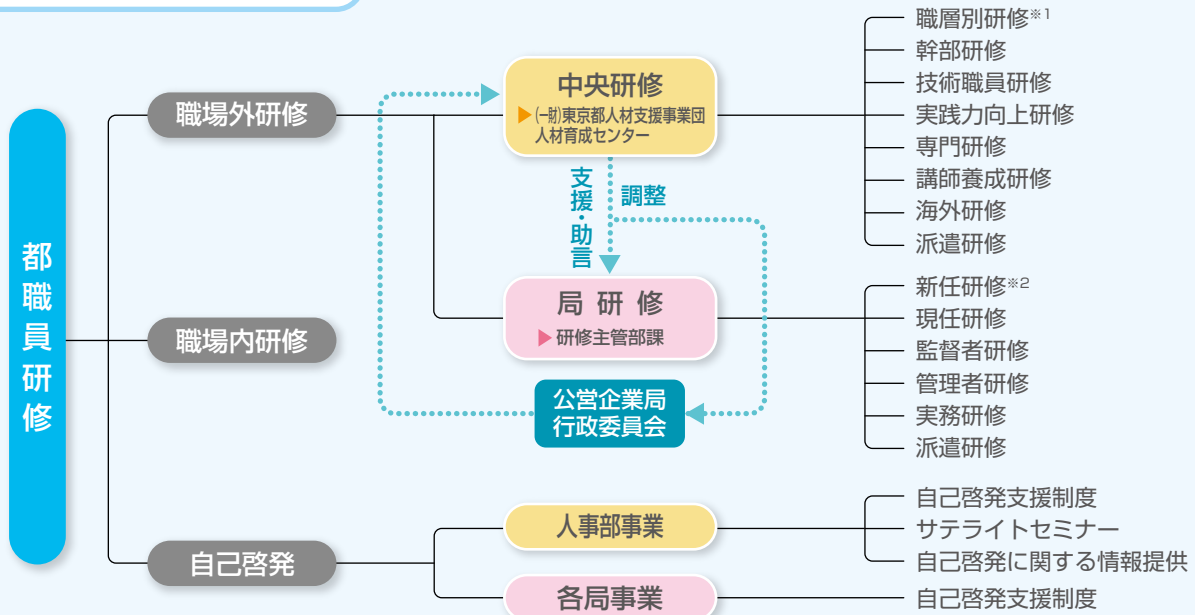 都職員研修
職場外研修
中央研修
▶(一財)東京都人材支援事業団
人材育成センター
職層別研修※1
幹部研修
技術職員研修
実践力向上研修
専門研修
講師養成研修
海外研修
派遣研修
支援・助言
調整
局研修
▶研修主管部課
新任研修※2
現任研修
監督者研修
管理者研修
実務研修
派遣研修
職場内研修
公営企業局
行政委員会
自己啓発
人事部事業
自己啓発支援制度
サテライトセミナー
自己啓発に関する情報提供
各局事業
自己啓発支援制度